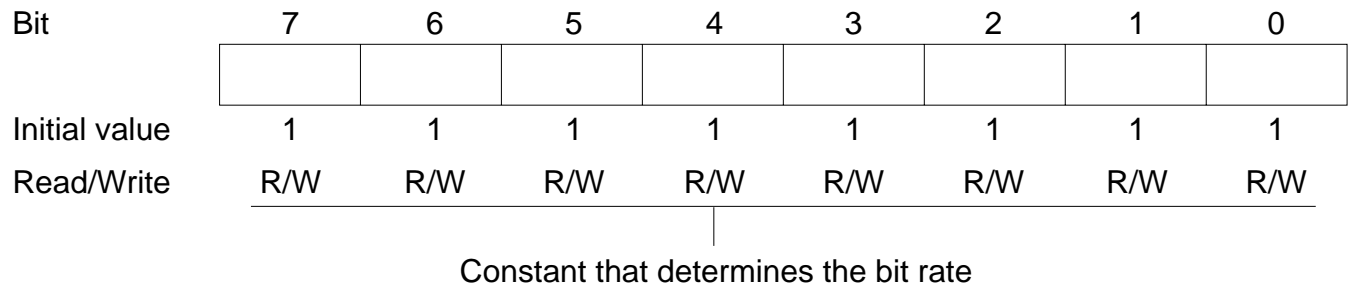 Bit 7 6 5 4 3 2 1 0
Initial value 1 1 1 1 1 1 1 1
Read/Write R/W R/W R/W R/W R/W R/W R/W R/W
Constant that determines the bit rate